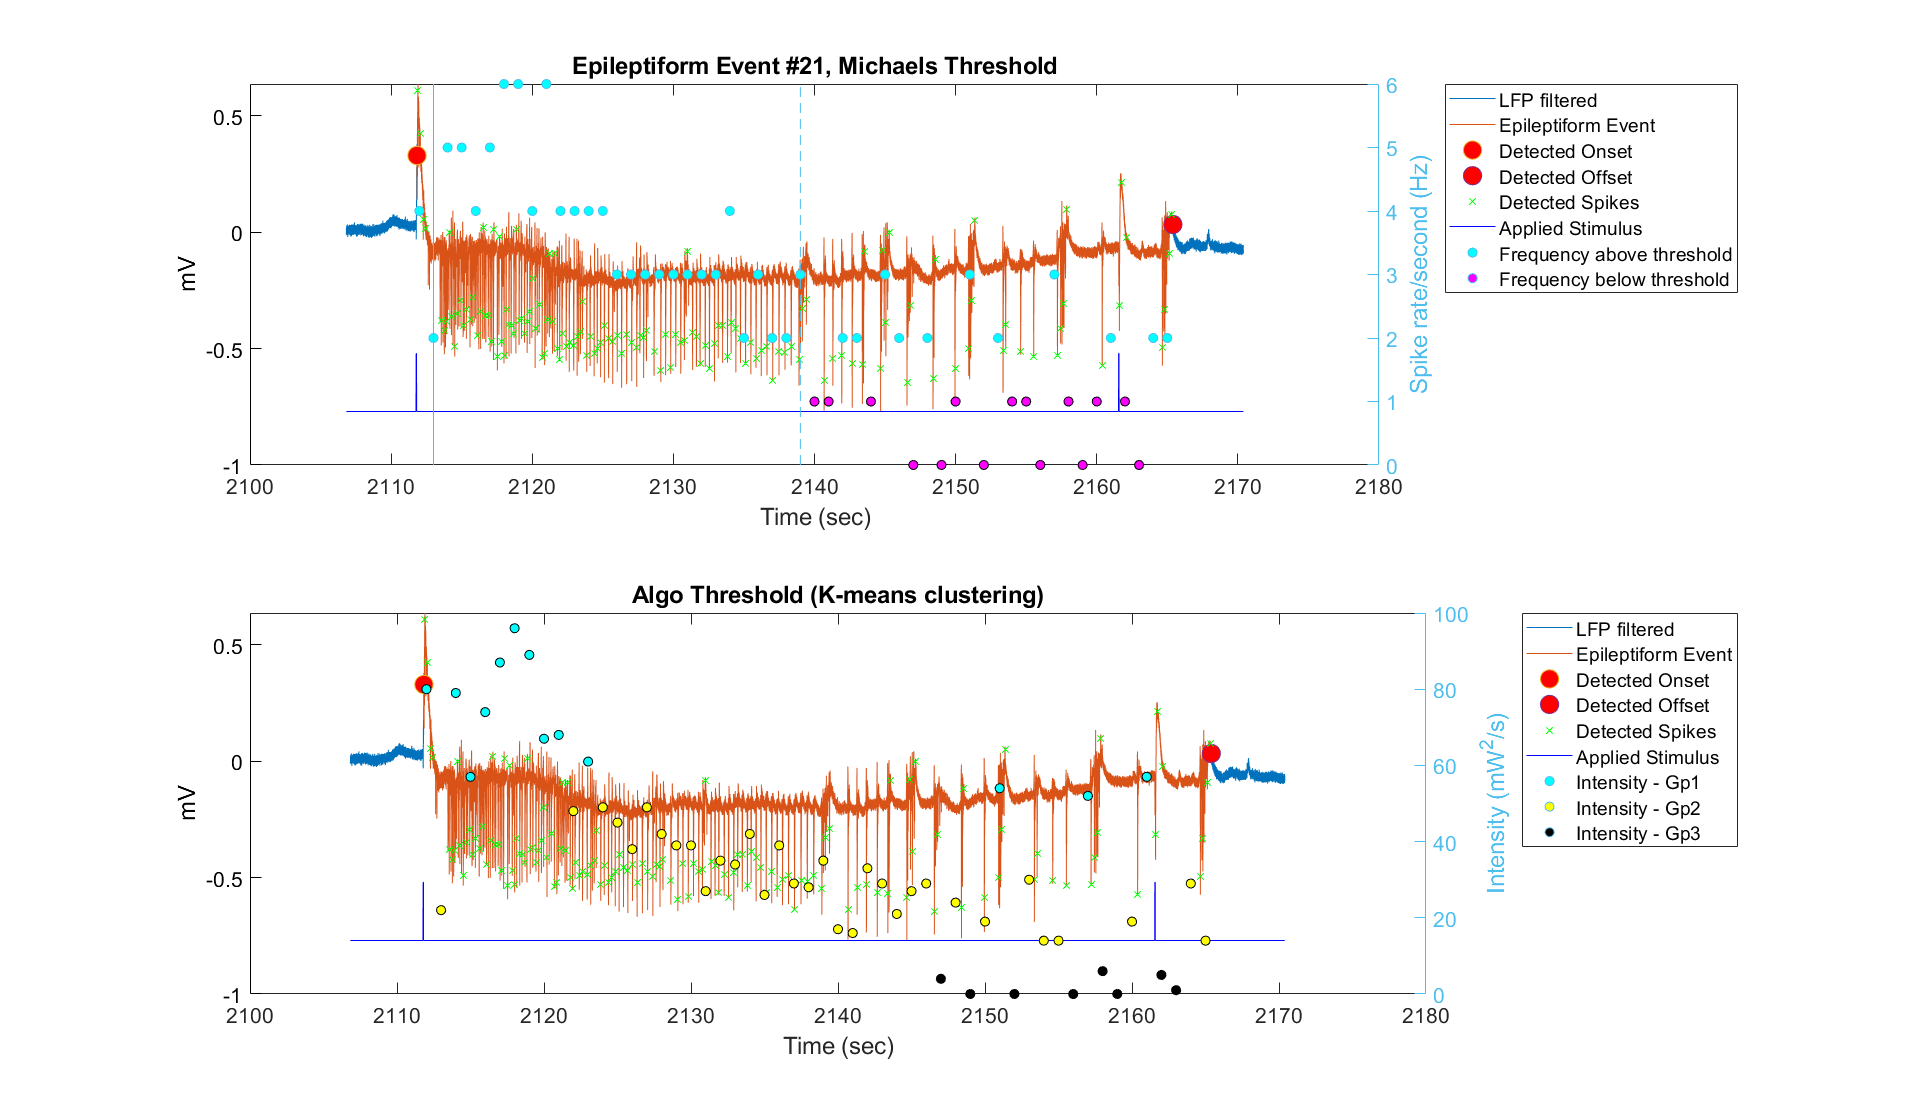 Epileptiform Event #21, Michaels Threshold
0.5
0
-0.5
-1
mV
2100
2110
2120
2130
2140
2150
2160
2170
2180
Time (sec)
6
5
4
3
2
1
0
Spike rate/second (Hz)
LFP filtered
Epileptiform Event
Detected Onset
Detected Offset
Detected Spikes
Applied Stimulus
Frequency above threshold
Frequency below threshold
Algo Threshold (K-means clustering)
0.5
0
-0.5
-1
mV
2100
2110
2120
2130
2140
2150
2160
2170
2180
Time (sec)
100
80
60
40
20
0
Intensity (mW²/s)
LFP filtered
Epileptiform Event
Detected Onset
Detected Offset
Detected Spikes
Applied Stimulus
Intensity - Gp1
Intensity - Gp2
Intensity - Gp3